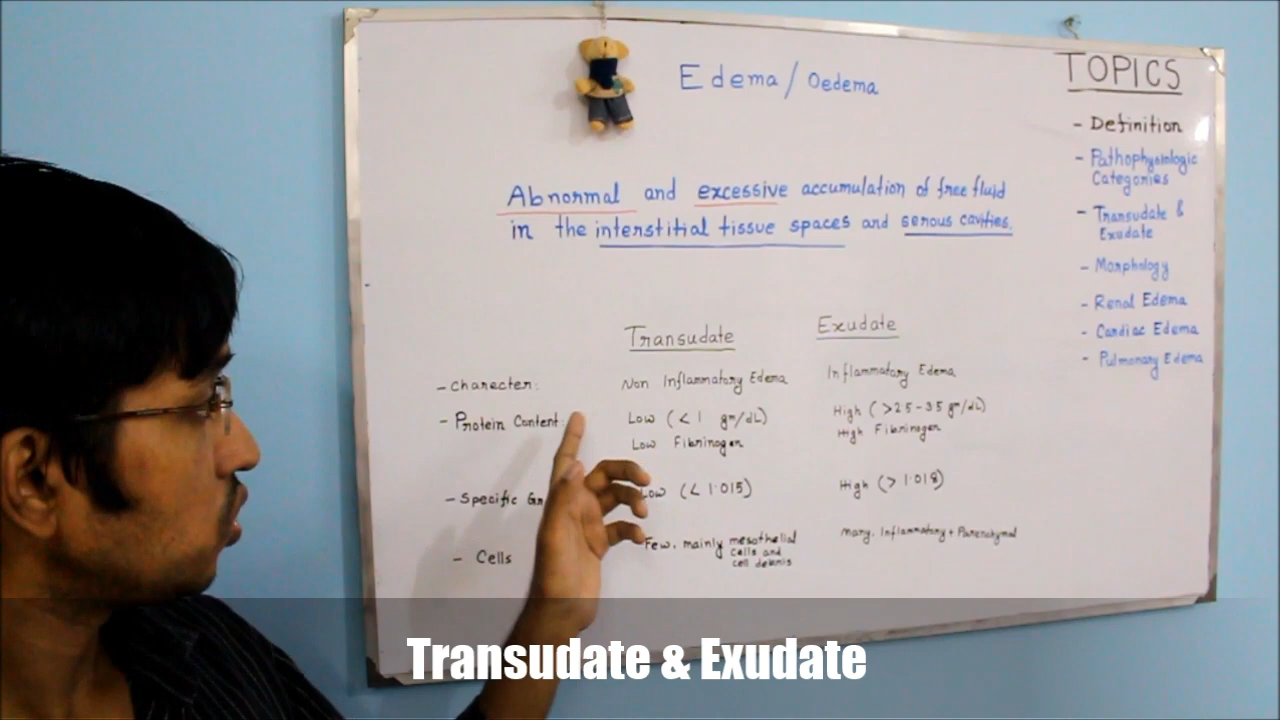 Edema / Oedema
Abnormal and excessive accumulation of free fluid
in the interstitial tissue spaces and serous cavities.
TOPICS
- Definition
- Pathophysiologic
Categories
- Transudate &
Exudate
- Morphology
- Renal Edema
- Cardiac Edema
- Pulmonary Edema
Transudate Exudate
- Character: Non Inflammatory Edema Inflammatory Edema
- Protein Content: Low (< 1 gm/dL) High (>2.5-3.5 gm/dL)
Low Fibrinogen High Fibrinogen
- Specific Gr Low (< 1.015) High (> 1.018)
- Cells Few, mainly mesothelial many, Inflammatory + Parenchymal
cells and
cell debris
Transudate & Exudate